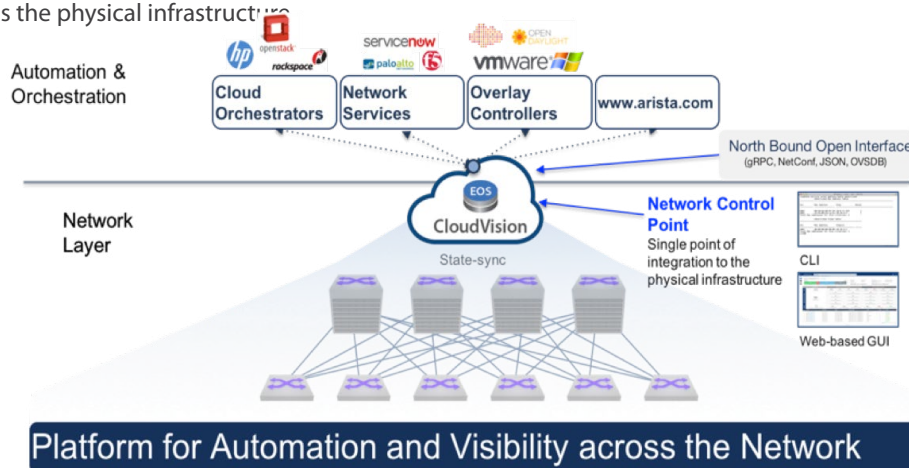 s the physical infrastructure
openstack
hp
rackspace
servicenow
paloalto
f5
OPEN
DAYLIGHT
vmware
Automation &
Orchestration
Cloud
Orchestrators
Network
Services
Overlay
Controllers
www.arista.com
North Bound Open Interface
(gRPC, NetConf, JSON, OVSDB)
EOS
CloudVision
State-sync
Network
Layer
Network Control
Point
Single point of
integration to the
physical infrastructure
CLI
Web-based GUI
Platform for Automation and Visibility across the Network